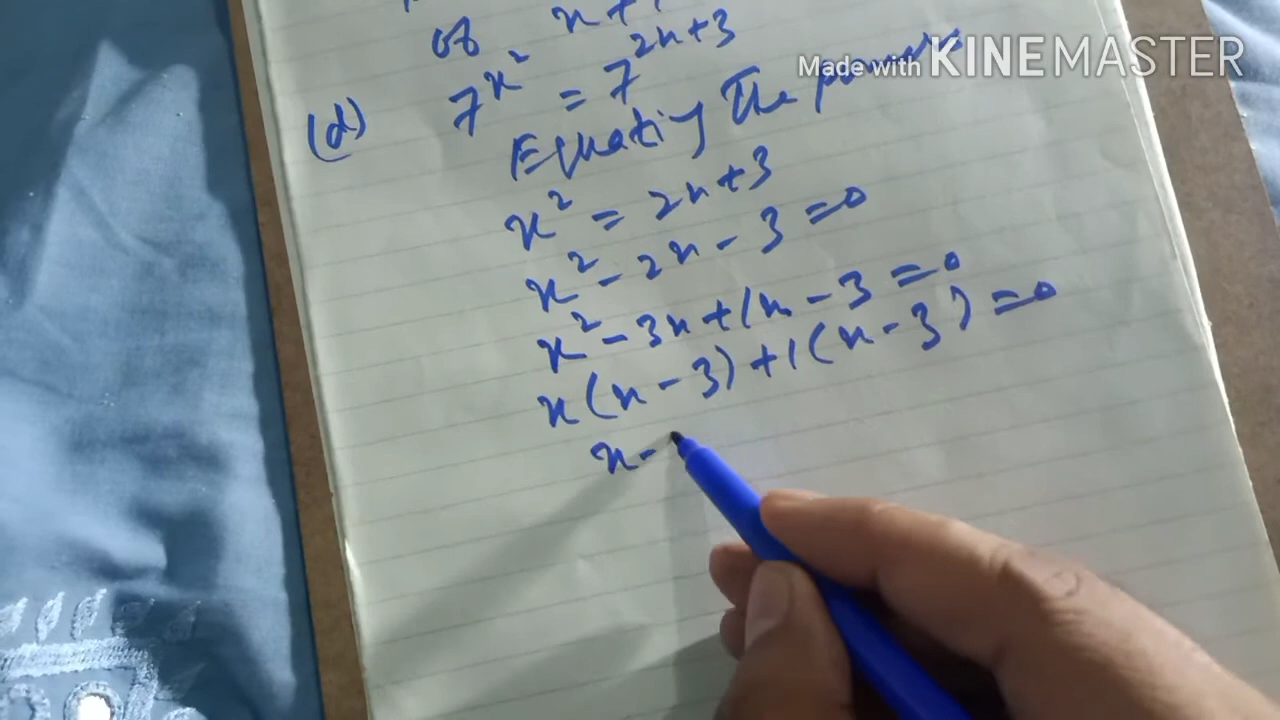 of x+1
(d) 7^x² = 7^2x+3
Made with KINEMASTER
Equating The powers
x² = 2x+3
x² - 2x - 3 = 0
x² - 3x + 1x - 3 = 0
x(x - 3) + 1(x - 3) = 0
x -